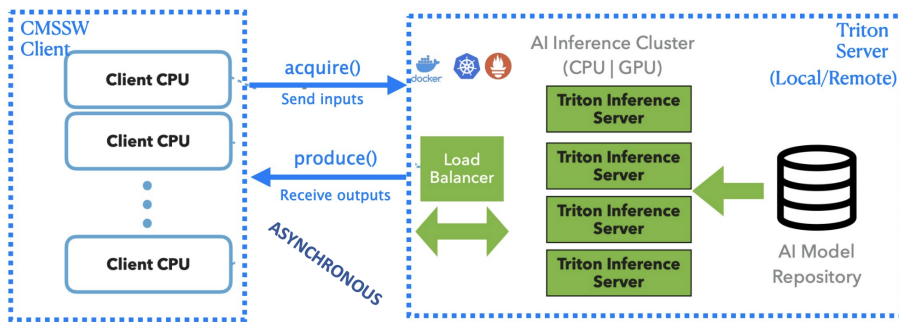 CMSSW
Client
Client CPU
Client CPU
Client CPU
acquire()
Send inputs
produce()
Receive outputs
ASYNCHRONOUS
docker
AI Inference Cluster
(CPU | GPU)
Triton
Server
(Local/Remote)
Load
Balancer
Triton Inference
Server
Triton Inference
Server
Triton Inference
Server
Triton Inference
Server
AI Model
Repository